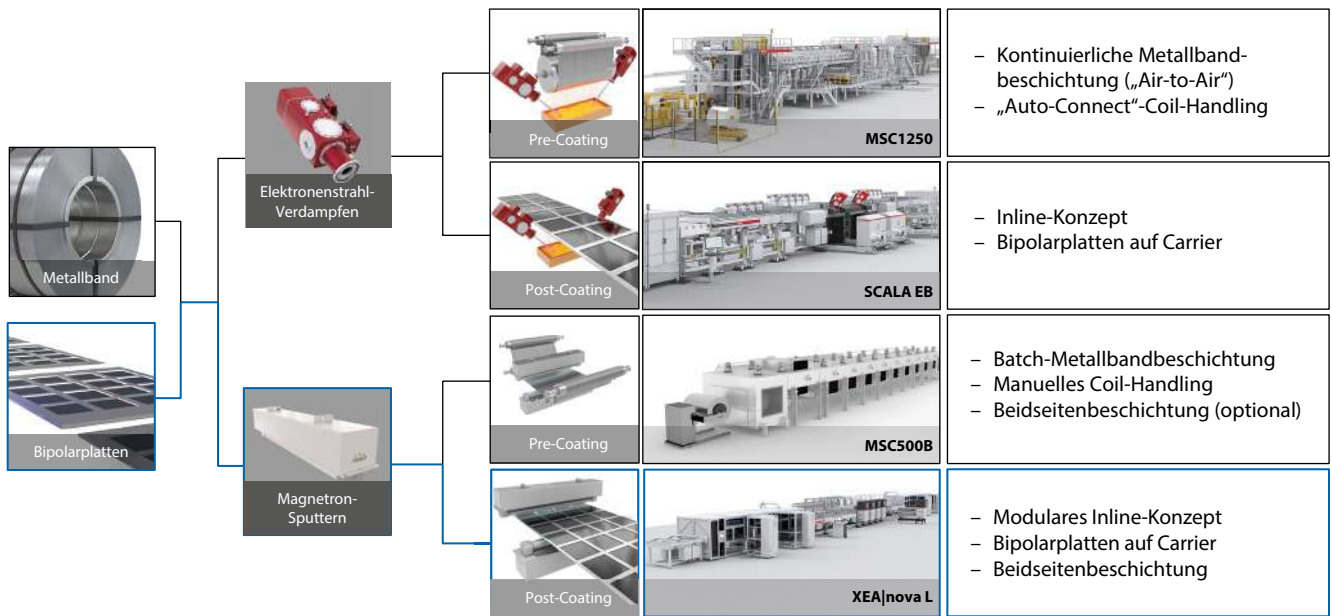 Metallband
Bipolarplatten
Elektronenstrahl-
Verdampfen
Magnetron-
Sputtern
Pre-Coating
MSC1250
– Kontinuierliche Metallband-
beschichtung („Air-to-Air“)
– „Auto-Connect“-Coil-Handling
Post-Coating
SCALA EB
– Inline-Konzept
– Bipolarplatten auf Carrier
Pre-Coating
MSC500B
– Batch-Metallbandbeschichtung
– Manuelles Coil-Handling
– Beidseitenbeschichtung (optional)
Post-Coating
XEA|nova L
– Modulares Inline-Konzept
– Bipolarplatten auf Carrier
– Beidseitenbeschichtung